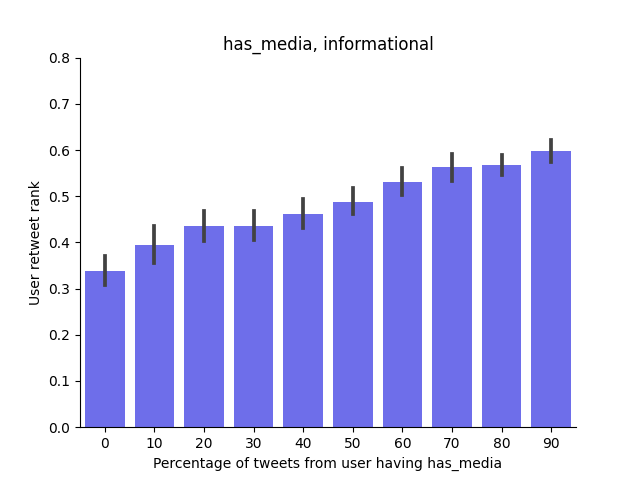 has_media, informational
0.8
0.7
0.6
0.5
0.4
0.3
0.2
0.1
0.0
User retweet rank
0 10 20 30 40 50 60 70 80 90
Percentage of tweets from user having has_media